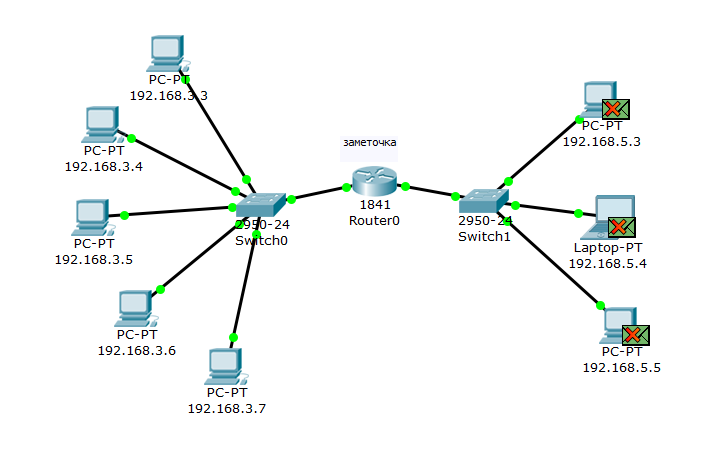 PC-PT
192.168.3.3
PC-PT
192.168.3.4
PC-PT
192.168.3.5
PC-PT
192.168.3.6
PC-PT
192.168.3.7
2950-24
Switch0
заметочка
1841
Router0
2950-24
Switch1
PC-PT
192.168.5.3
Laptop-PT
192.168.5.4
PC-PT
192.168.5.5